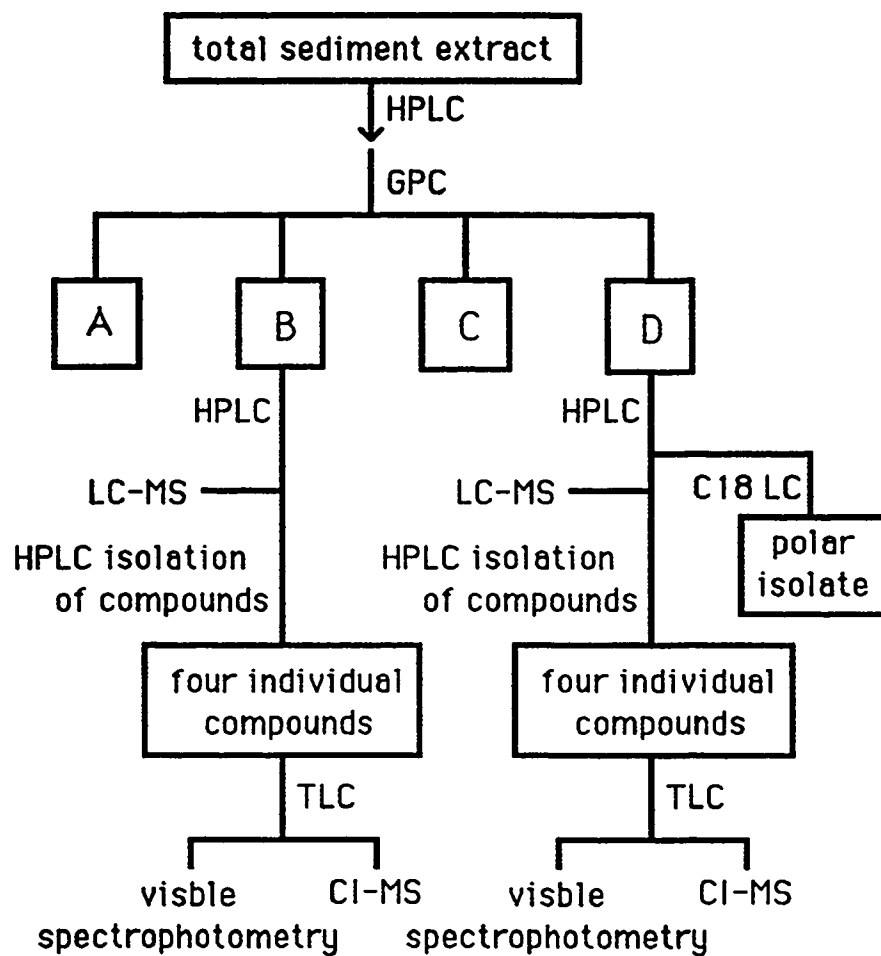 total sediment extract
HPLC
GPC
A B C D
HPLC HPLC
LC-MS LC-MS C18 LC
HPLC isolation HPLC isolation polar
of compounds of compounds isolate
four individual four individual
compounds compounds
TLC TLC
visble CI-MS visble CI-MS
spectrophotometry spectrophotometry